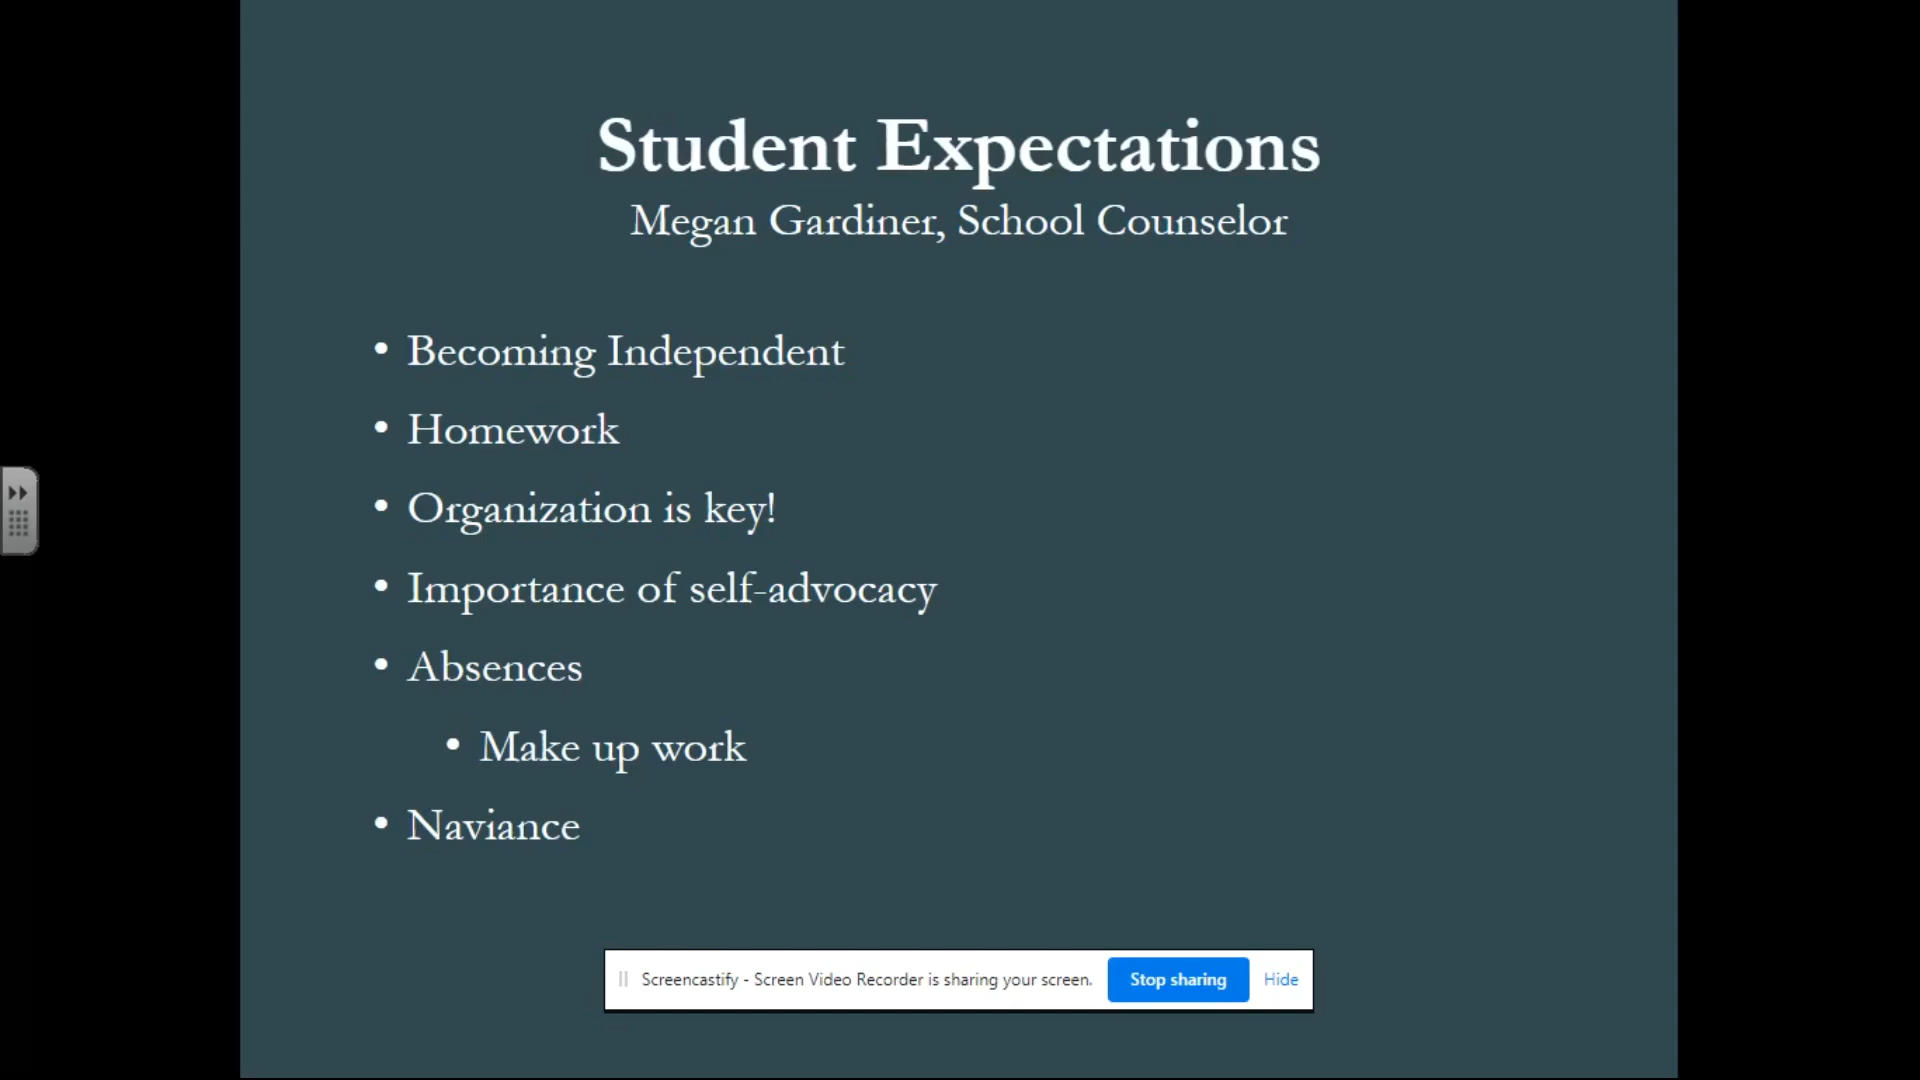 Student Expectations
Megan Gardiner, School Counselor
• Becoming Independent
• Homework
• Organization is key!
• Importance of self-advocacy
• Absences
• Make up work
• Naviance
Screencastify - Screen Video Recorder is sharing your screen. Stop sharing Hide